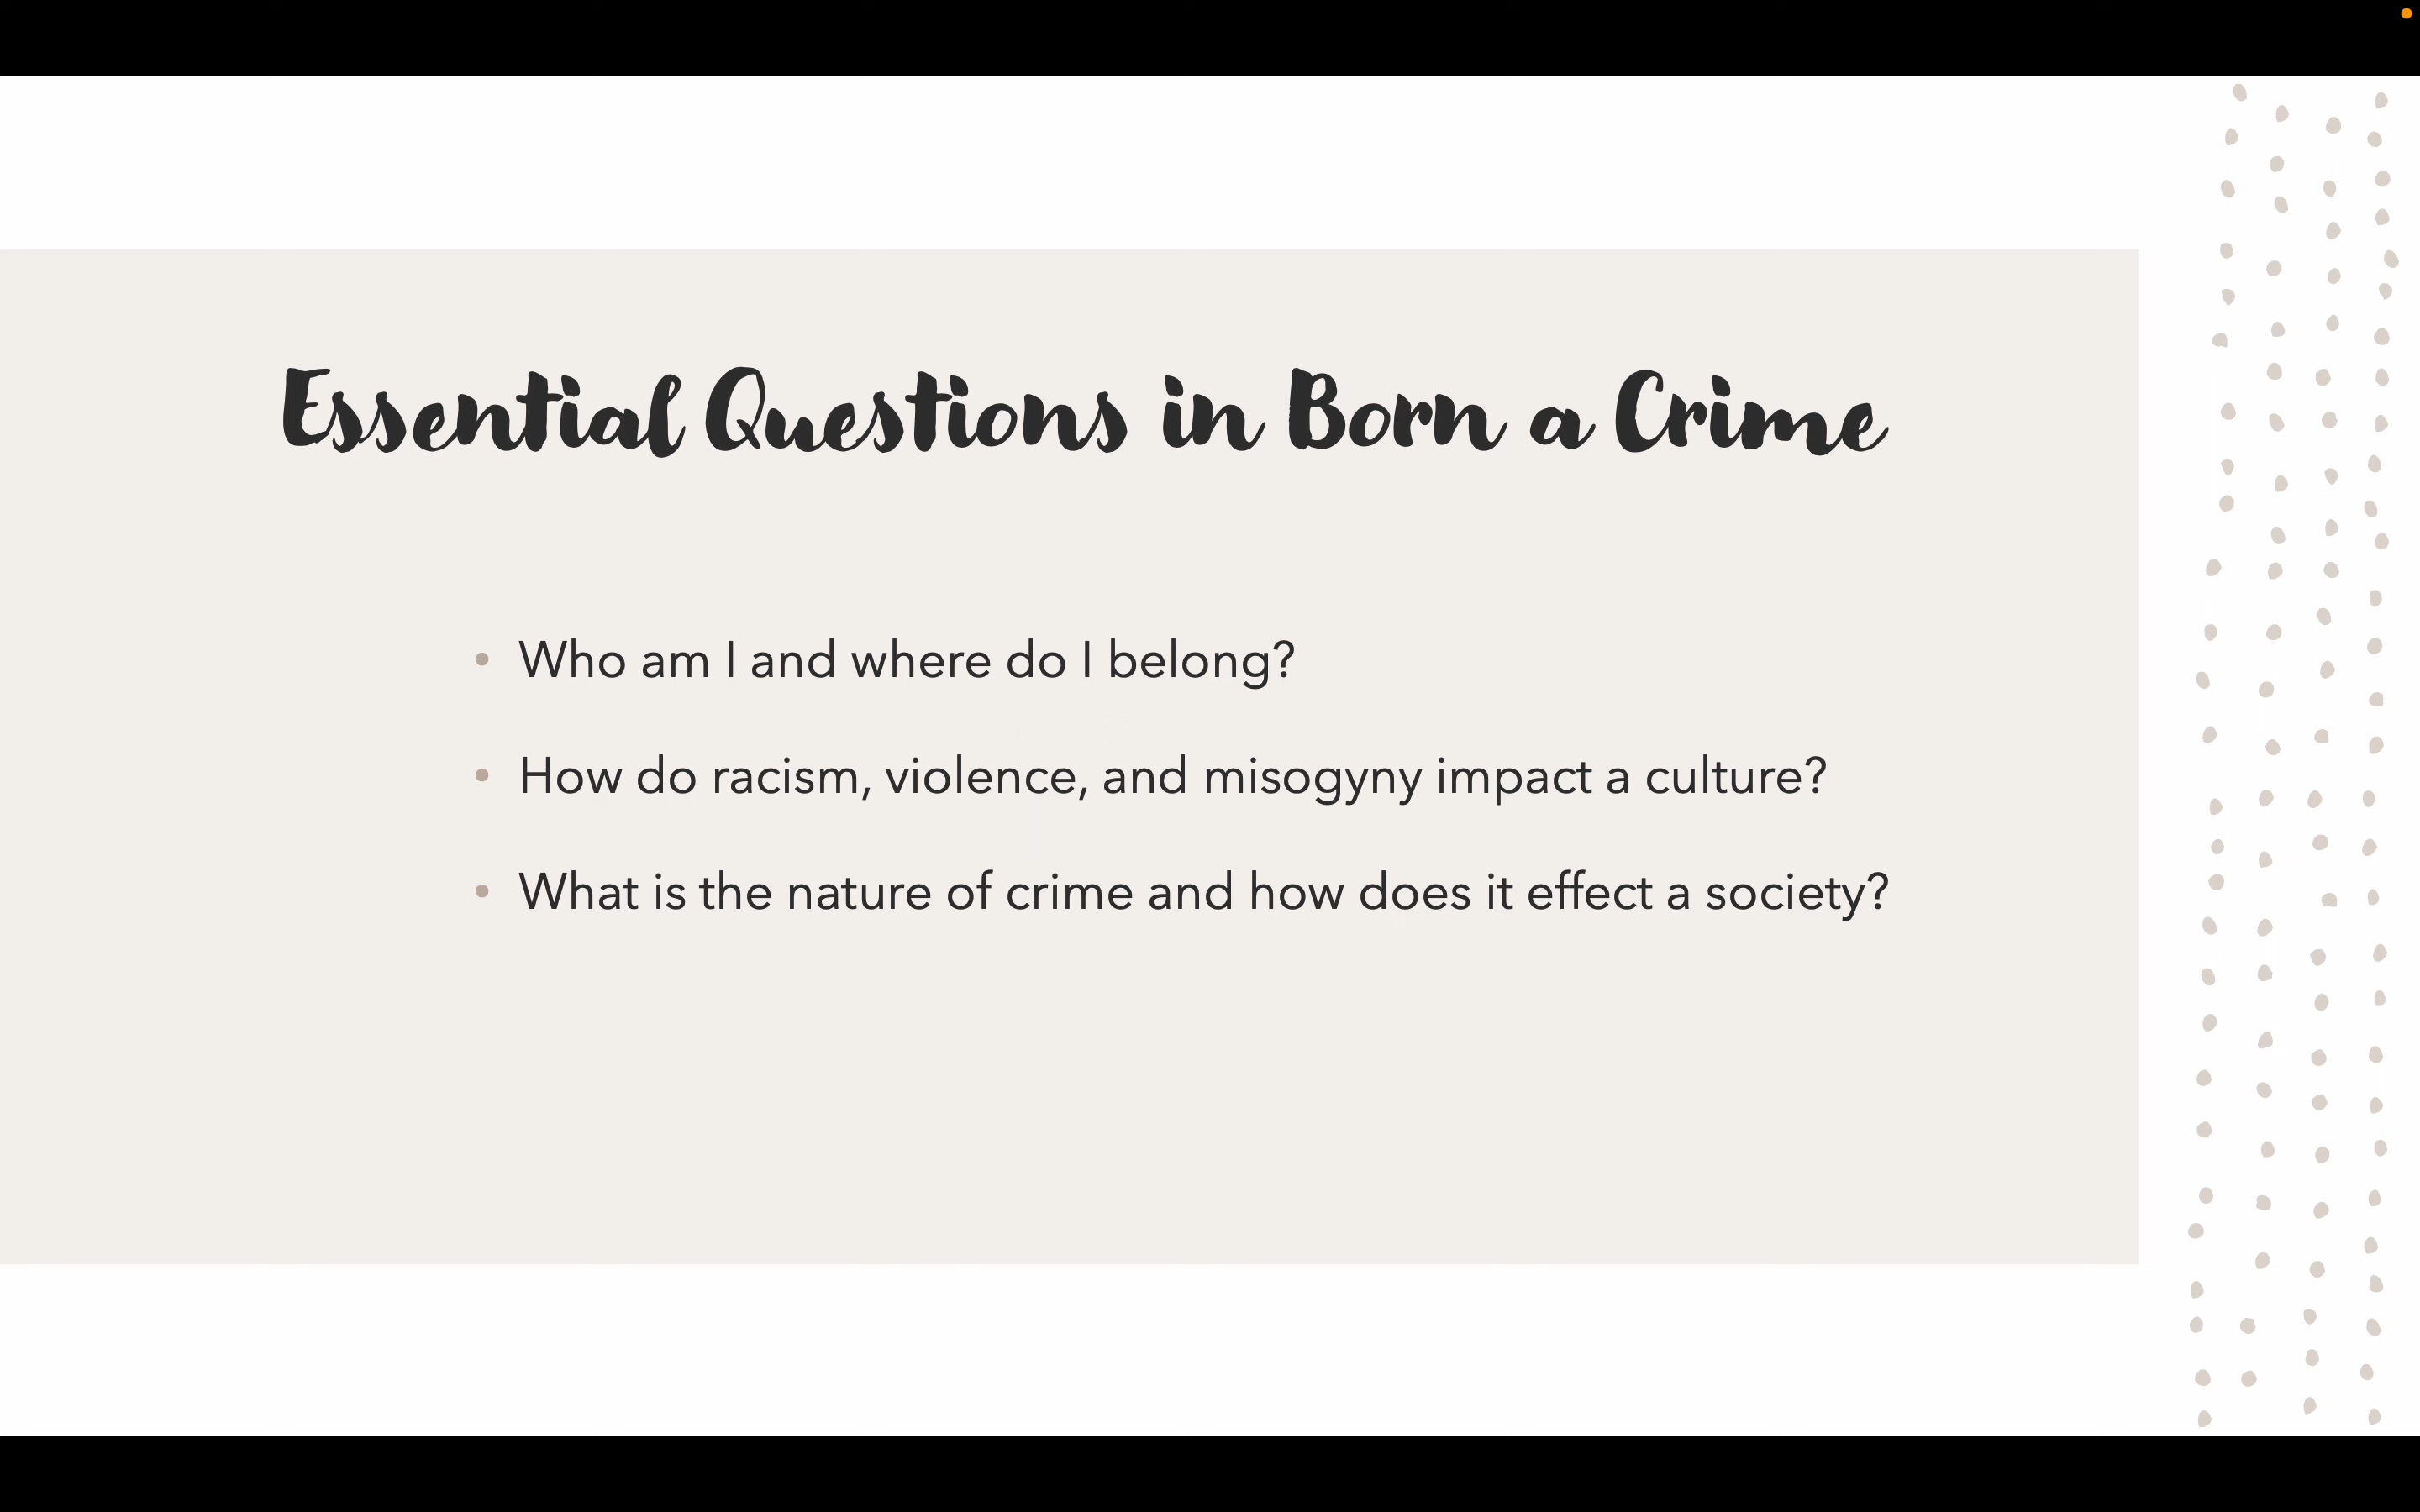 Essential Questions in Born a Crime
• Who am I and where do I belong?
• How do racism, violence, and misogyny impact a culture?
• What is the nature of crime and how does it effect a society?